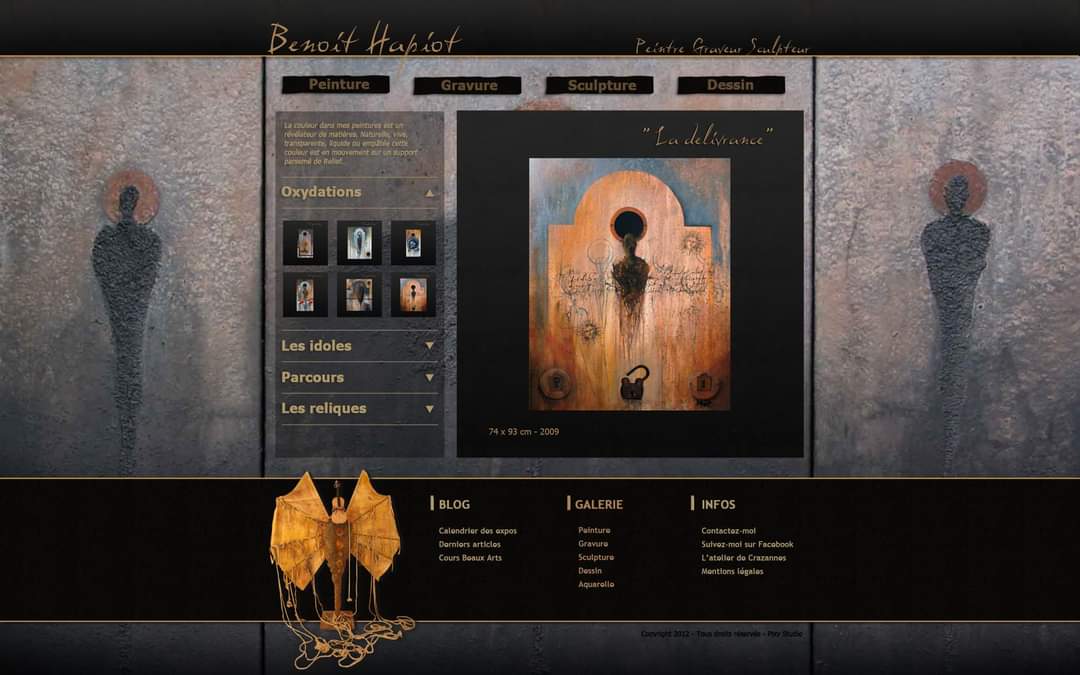 Benoit Hapiot
Peintre Graveur Sculpteur
Peinture
Gravure
Sculpture
Dessin
La couleur dans mes peintures est un
révélateur de matières. Naturelle, vive,
transparente, liquide ou empâtée cette
couleur est en mouvement sur un support
parsemé de Relief...
Oxydations
Les idoles
Parcours
Les reliques
"La delivrance"
74 x 93 cm - 2009
BLOG
Calendrier des expos
Derniers articles
Cours Beaux Arts
GALERIE
Peinture
Gravure
Sculpture
Dessin
Aquarelle
INFOS
Contactez-moi
Suivez-moi sur Facebook
L'atelier de Crazannes
Mentions légales
Copyright 2012 - Tous droits réservés - Pixy Studio